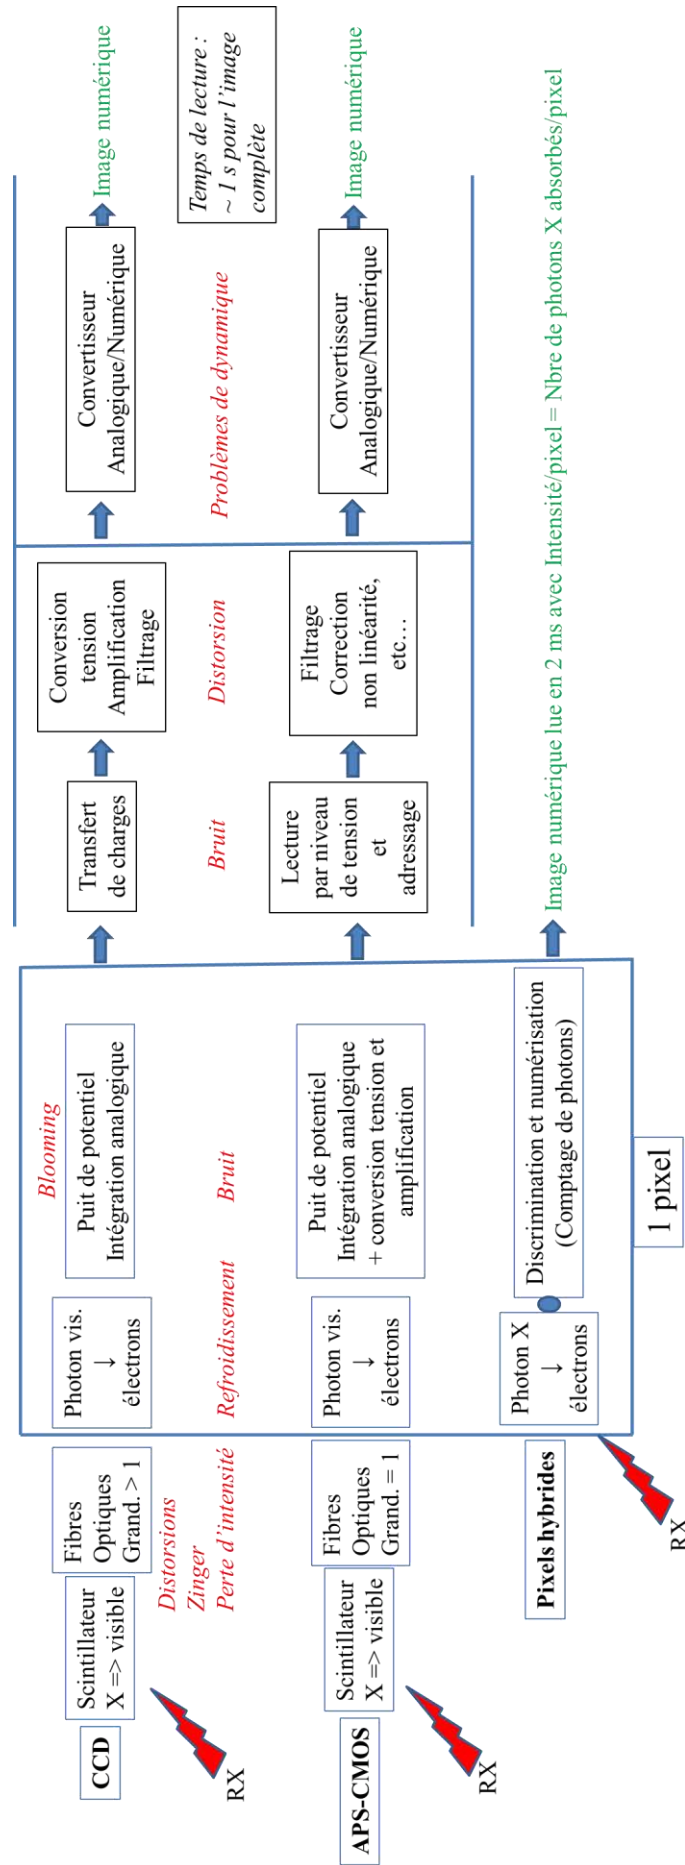 CCD
RX
Scintillateur
X => visible
Fibres
Optiques
Grand. > 1
Distorsions
Zinger
Perte d'intensité
Photon vis.
↓
électrons
Refroidissement
Blooming
Puit de potentiel
Intégration analogique
Bruit
Transfert
de charges
Bruit
Conversion
tension
Amplification
Filtrage
Distorsion
Convertisseur
Analogique/Numérique
Problèmes de dynamique
Image numérique
Temps de lecture :
~ 1 s pour l'image
complète
APS-CMOS
RX
Scintillateur
X => visible
Fibres
Optiques
Grand. = 1
Photon vis.
↓
électrons
Puit de potentiel
Intégration analogique
+ conversion tension et
amplification
Lecture
par niveau
de tension
et
adressage
Filtrage
Correction
non linéarité,
etc…
Convertisseur
Analogique/Numérique
Image numérique
Pixels hybrides
RX
Photon X
↓
électrons
Discrimination et numérisation
(Comptage de photons)
Image numérique lue en 2 ms avec Intensité/pixel = Nbre de photons X absorbés/pixel
1 pixel